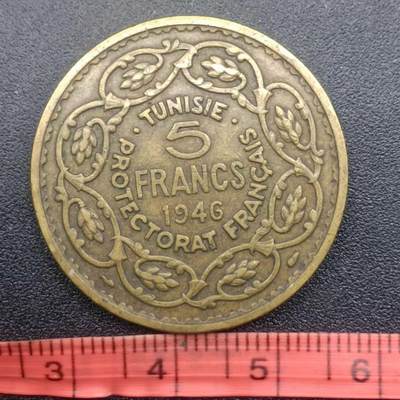 · TUNISIE ·
5
FRANCS
1946
PROTECTORAT FRANÇAIS
3 4 5 6